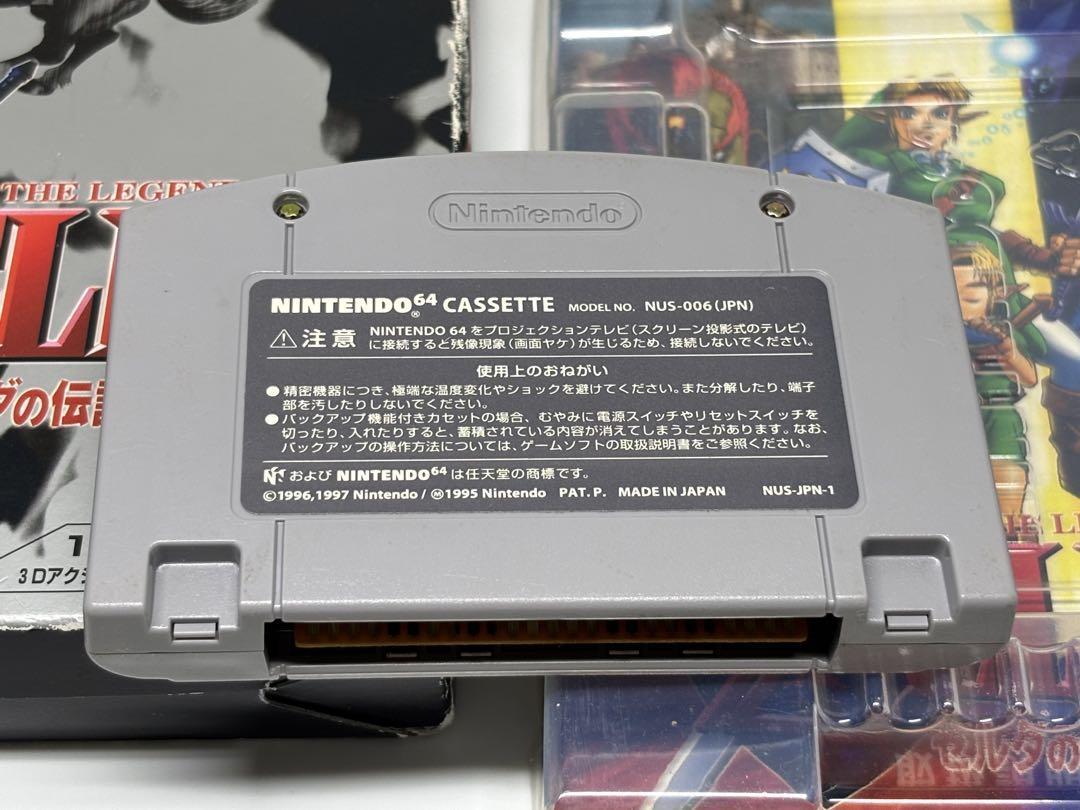 THE LEGEN
Nintendo
NINTENDO64® CASSETTE MODEL NO. NUS-006(JPN)
注意 NINTENDO 64 をプロジェクションテレビ(スクリーン投影式のテレビ)
に接続すると残像現象(画面ヤケ)が生じるため、接続しないでください。
使用上のおねがい
●精密機器につき、極端な温度変化やショックを避けてください。また分解したり、端子
部を汚したりしないでください。
●バックアップ機能付きカセットの場合、むやみに電源スイッチやリセットスイッチを
切ったり、入れたりすると、蓄積されている内容が消えてしまうことがあります。なお、
バックアップの操作方法については、ゲームソフトの取扱説明書をご参照ください。
および NINTENDO64 は任天堂の商標です。
©1996,1997 Nintendo/Ⓜ1995 Nintendo PAT. P. MADE IN JAPAN NUS-JPN-1
ダの伝説
1
3Dアク
HE LE
ゼルダの